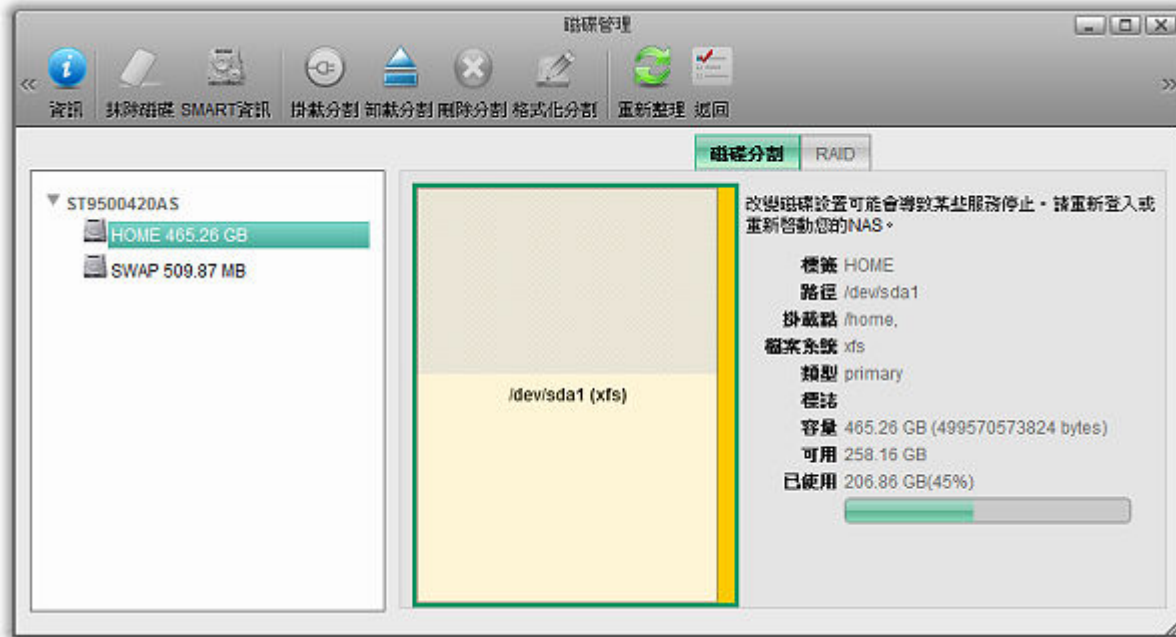 磁碟管理
資訊 抹除磁碟 SMART資訊 掛載分割 卸載分割 刪除分割 格式化分割 重新整理 返回
磁碟分割 RAID
ST9500420AS
HOME 465.26 GB
SWAP 509.87 MB
/dev/sda1 (xfs)
改變磁碟設置可能會導致某些服務停止。請重新登入或
重新啓動您的NAS。
標籤 HOME
路徑 /dev/sda1
掛載點 /home,
檔案系統 xfs
類型 primary
標誌
容量 465.26 GB (499570573824 bytes)
可用 258.16 GB
已使用 206.86 GB(45%)